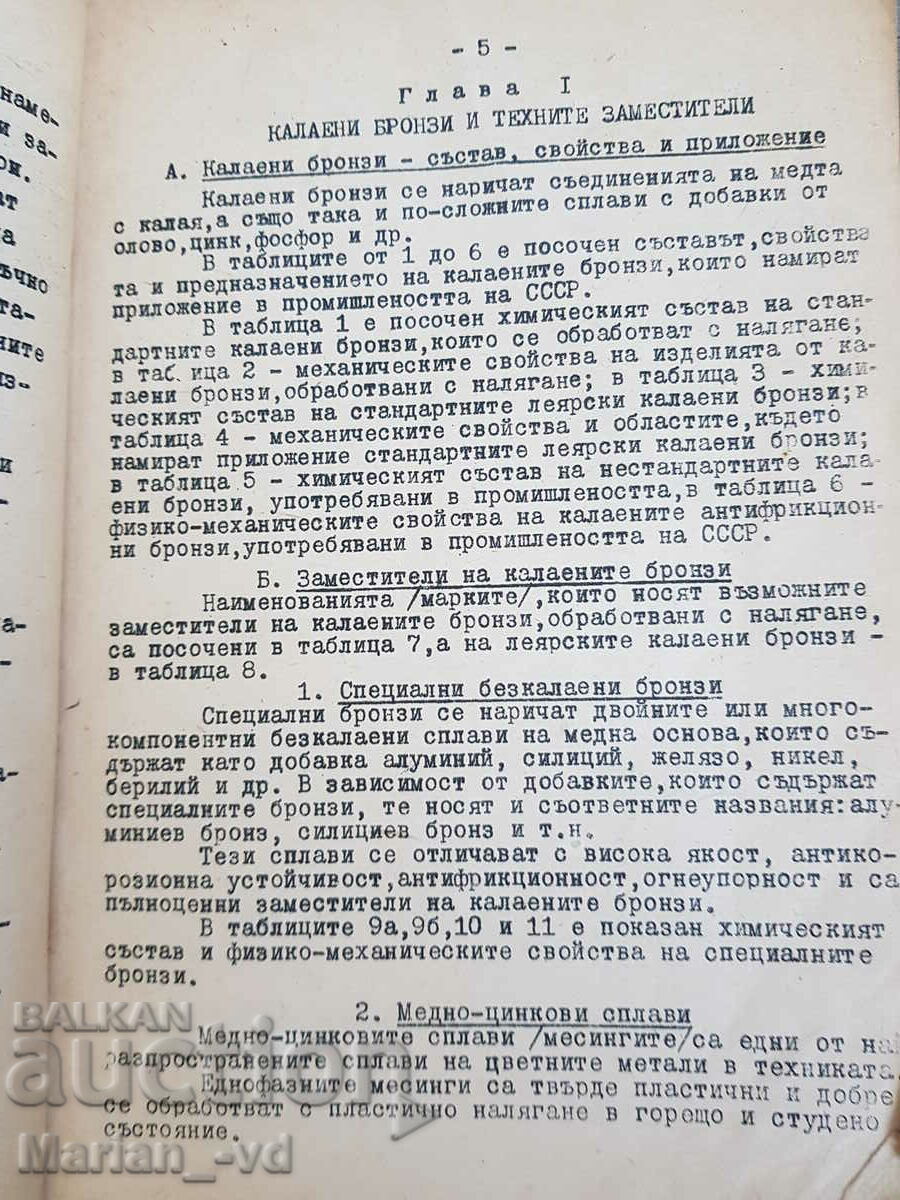 - 5 -
Глава I
КАЛАЕНИ БРОНЗИ И ТЕХНИТЕ ЗАМЕСТИТЕЛИ
А. Калаени бронзи - състав, свойства и приложение
Калаени бронзи се наричат съединенията на медта
с калая,а също така и по-сложните сплави с добавки от
олово,цинк,фосфор и др.
В таблиците от 1 до 6 е посочен съставът,свойства
та и предназначението на калаените бронзи,които намират
приложение в промишлеността на СССР.
В таблица 1 е посочен химическият състав на стан-
дартните калаени бронзи,които се обработват с налягане;
в таб.ица 2 - механическите свойства на изделията от ка-
лаени бронзи,обработвани с налягане; в таблица 3 - хими-
ческият състав на стандартните леярски калаени бронзи;в
таблица 4 - механическите свойства и областите,където
намират приложение стандартните леярски калаени бронзи;
в таблица 5 - химическият състав на нестандартните кала-
ени бронзи, употребявани в промишлеността,в таблица 6 -
физико-механическите свойства на калаените антифрикцион-
ни бронзи,употребявани в промишлеността на СССР.
Б. Заместители на калаените бронзи
Наименованията /марките/,които носят възможните
заместители на калаените бронзи,обработвани с налягане,
са посочени в таблица 7,а на леярските калаени бронзи -
в таблица 8.
1. Специални безкалаени бронзи
Специални бронзи се наричат двойните или много-
компонентни безкалаени сплави на медна основа,които съ-
държат като добавка алуминий, силиций, желязо, никел,
берилий и др. В зависимост от добавките,които съдържат
специалните бронзи, те носят и съответните названия:алу-
миниев бронз, силициев бронз и т.н.
Тези сплави се отличават с висока якост, антико-
розионна устойчивост,антифрикционност,огнеупорност и са
пълноценни заместители на калаените бронзи.
В таблиците 9а,9б,10 и 11 е показан химическият
състав и физико-механическите свойства на специалните
бронзи.
2. Медно-цинкови сплави
Медно-цинковите сплави /месингите/са едни от най
разпространените сплави на цветните метали в техниката.
Еднофазните месинги са твърде пластични и добре
се обработват с пластично налягане в горещо и студено
състояние.
BALKAN
auction
Marian_-vd